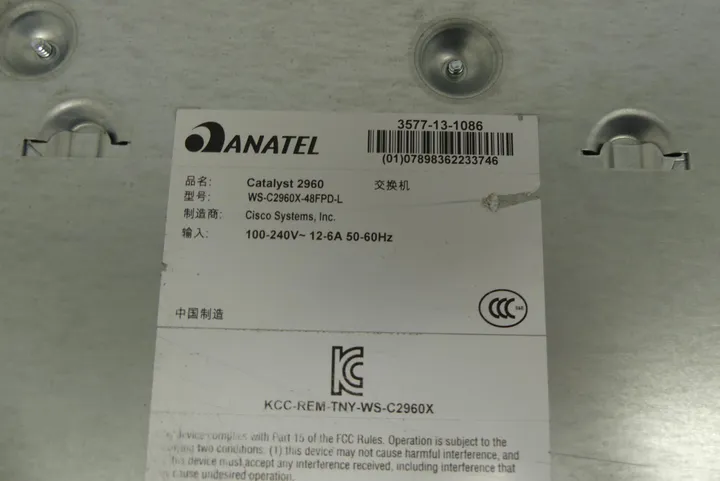 ANATEL
3577-13-1086
(01)07898362233746
品名: Catalyst 2960 交换机
型号: WS-C2960X-48FPD-L
制造商: Cisco Systems, Inc.
输入: 100-240V~ 12-6A 50-60Hz
中国制造
CCC
KC
KCC-REM-TNY-WS-C2960X
device complies with Part 15 of the FCC Rules. Operation is subject to the
two conditions. (1) this device may not cause harmful interference, and
this device must accept any interference received, including interference that
cause undesired operation.